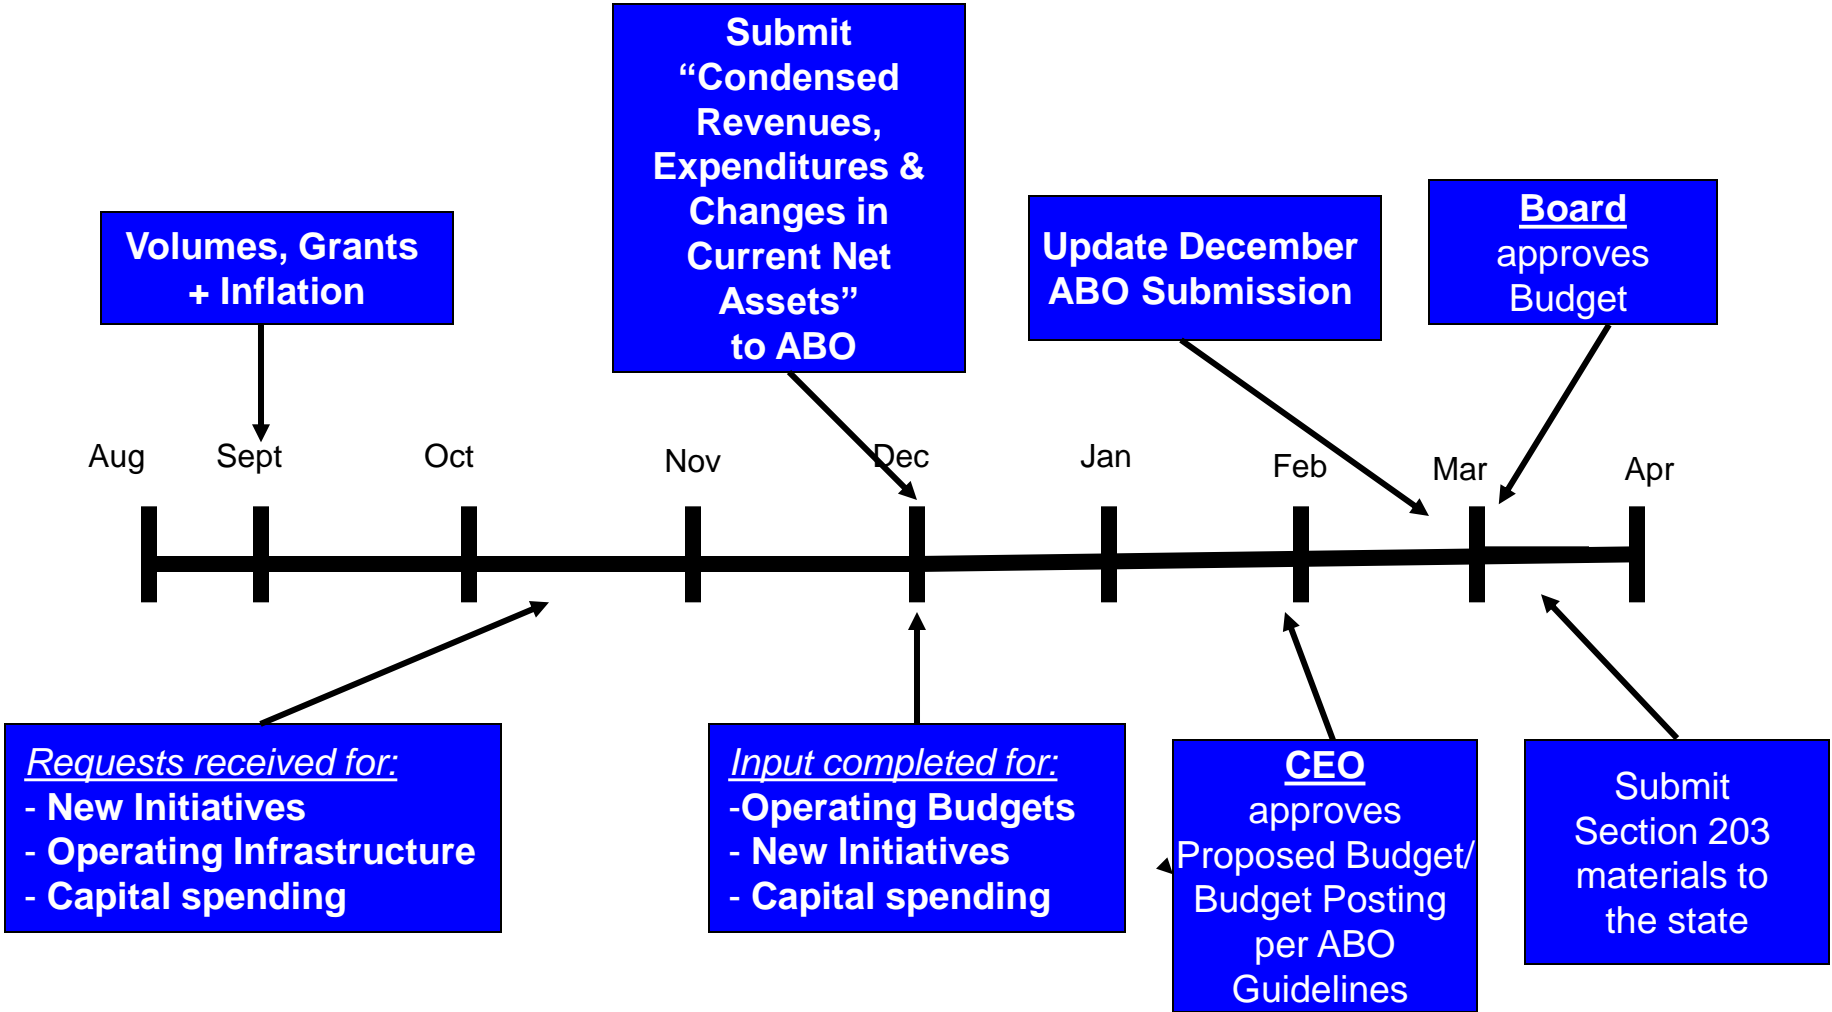 Submit
“Condensed
Revenues,
Expenditures &
Changes in
Current Net
Assets”
to ABO
Volumes, Grants
+ Inflation
Update December
ABO Submission
Board
approves
Budget
Aug
Sept
Oct
Nov
Dec
Jan
Feb
Mar
Apr
Requests received for:
- New Initiatives
- Operating Infrastructure
- Capital spending
Input completed for:
-Operating Budgets
- New Initiatives
- Capital spending
CEO
approves
Proposed Budget/
Budget Posting
per ABO
Guidelines
Submit
Section 203
materials to
the state